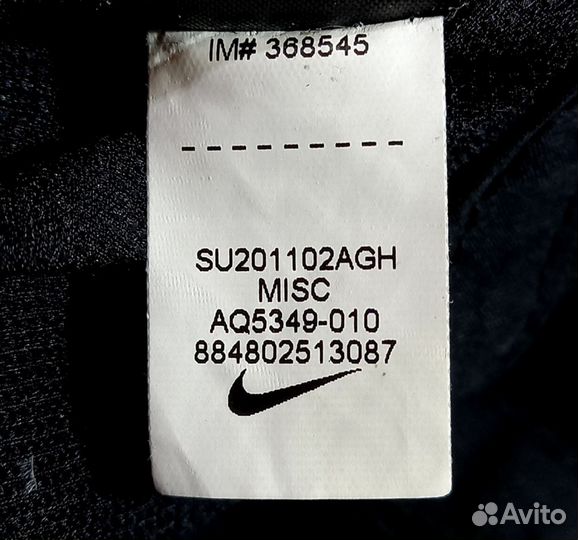 IM# 368545
SU201102AGH
MISC
AQ5349-010
884802513087
Avito